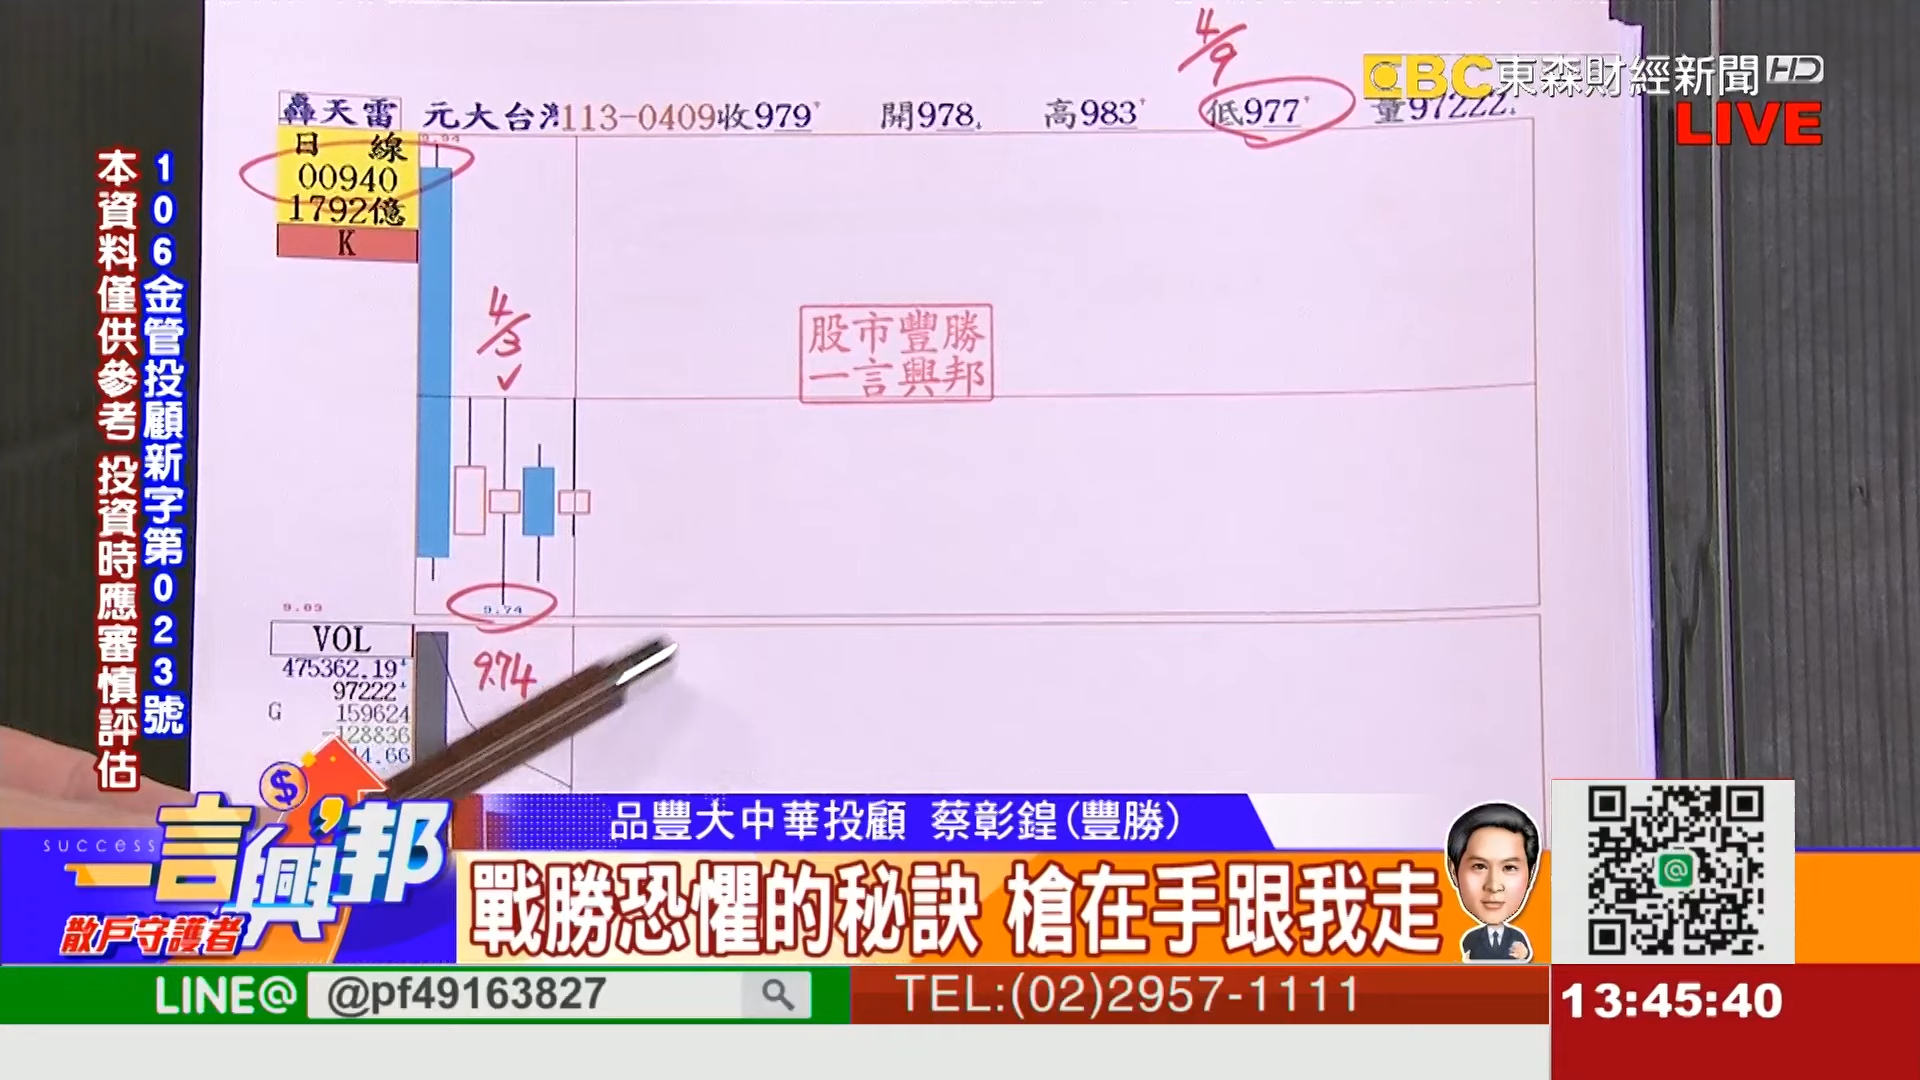 4/9
EBC東森財經新聞HD
LIVE
轟天雷
元大台灣113-0409收979 開978 高983 低977 量97222
日 線
00940
1792億
K
4/3
股市豐勝
一言興邦
9.74
9.03
VOL
475362.19
97222
G 159624
-128836
44.66
9.74
106金管投顧新字第023號
本資料僅供參考 投資時應審慎評估
success
一言興邦
散戶守護者
品豐大中華投顧 蔡彰鍠(豐勝)
戰勝恐懼的秘訣 槍在手跟我走
LINE@ @pf49163827
TEL:(02)2957-1111
13:45:40